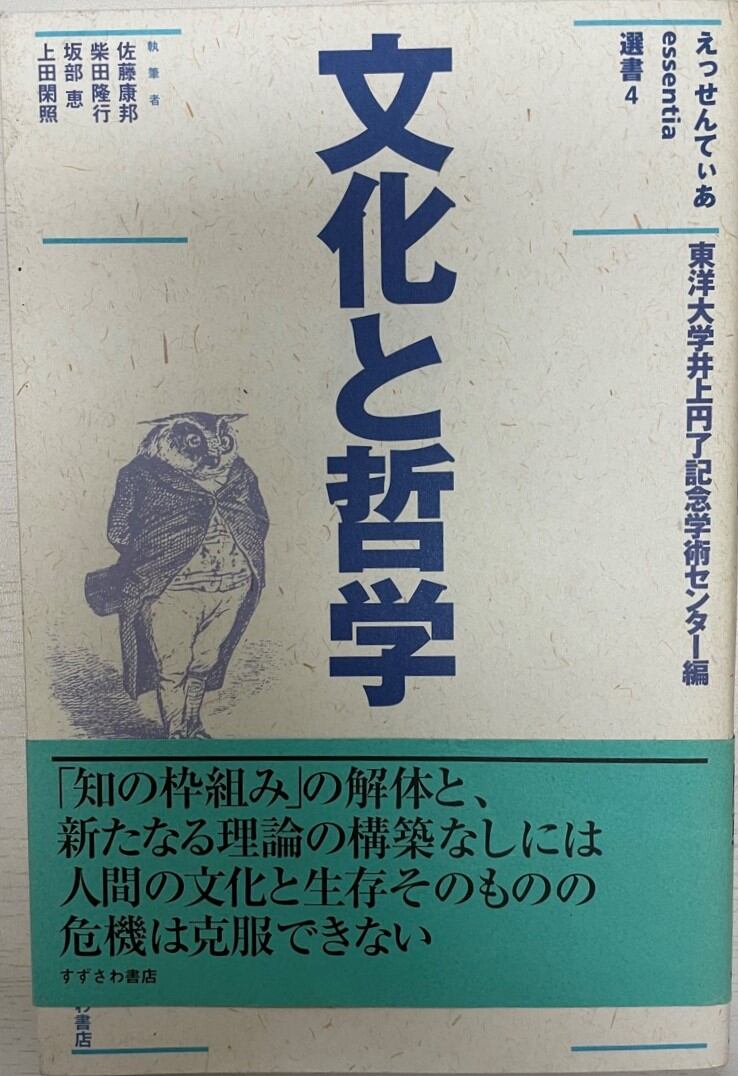 えっせんてぃあ
essentia
選書4
東洋大学井上円了記念学術センター編
文化と哲学
執筆者
佐藤康邦
柴田隆行
坂部 恵
上田閑照
「知の枠組み」の解体と、
新たなる理論の構築なしには
人間の文化と生存そのものの
危機は克服できない
すずさわ書店
わ書店